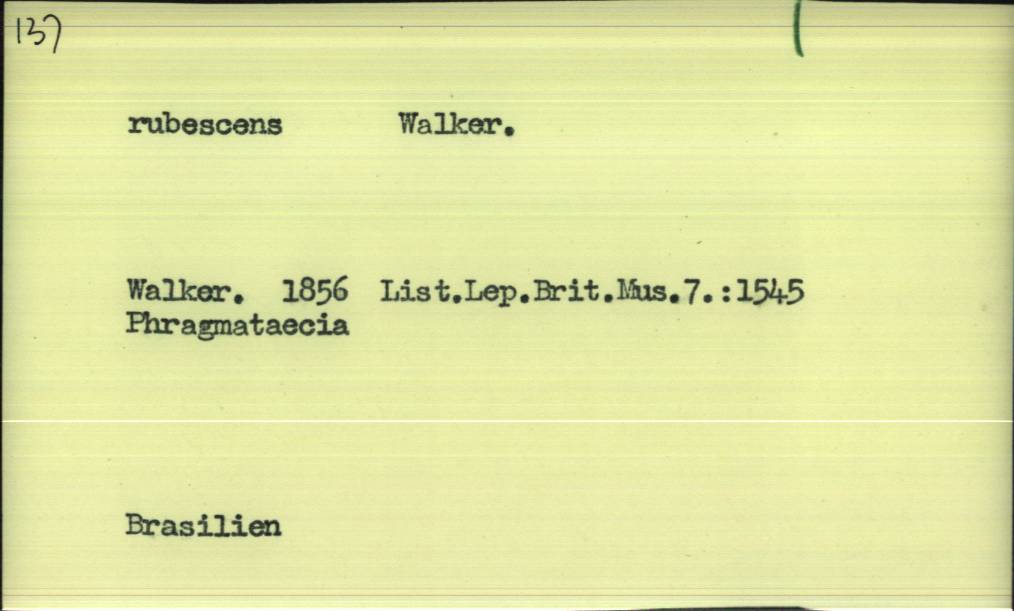 137
rubescens Walker.
Walker. 1856 List.Lep.Brit.Mus.7.:1545
Phragmataecia
Brasilien